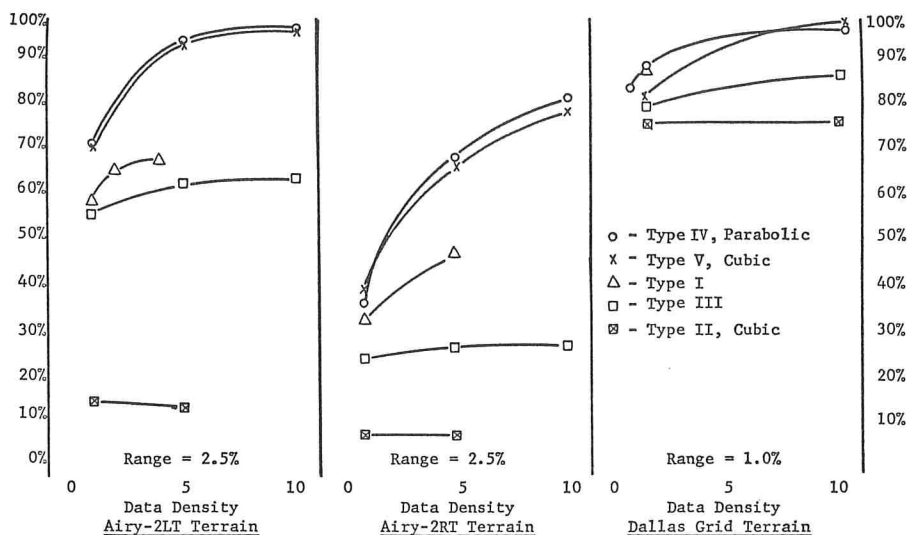 100%
90%
80%
70%
60%
50%
40%
30%
20%
10%
0%
Range = 2.5%
0 5 10
Data Density
Airy-2LT Terrain
Range = 2.5%
0 5 10
Data Density
Airy-2RT Terrain
- Type IV, Parabolic
- Type V, Cubic
- Type I
- Type III
- Type II, Cubic
Range = 1.0%
0 5 10
Data Density
Dallas Grid Terrain
100%
90%
80%
70%
60%
50%
40%
30%
20%
10%